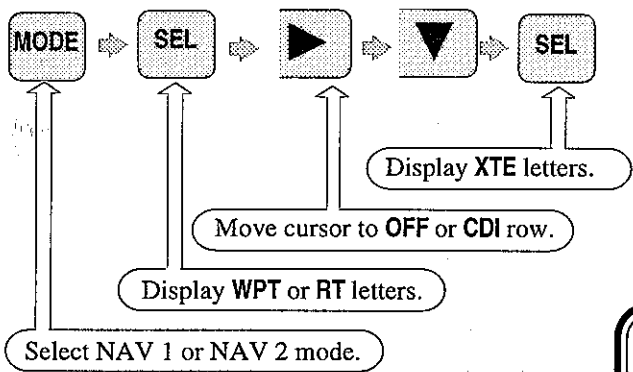 MODE SEL SEL
Display XTE letters.
Move cursor to OFF or CDI row.
Display WPT or RT letters.
Select NAV 1 or NAV 2 mode.